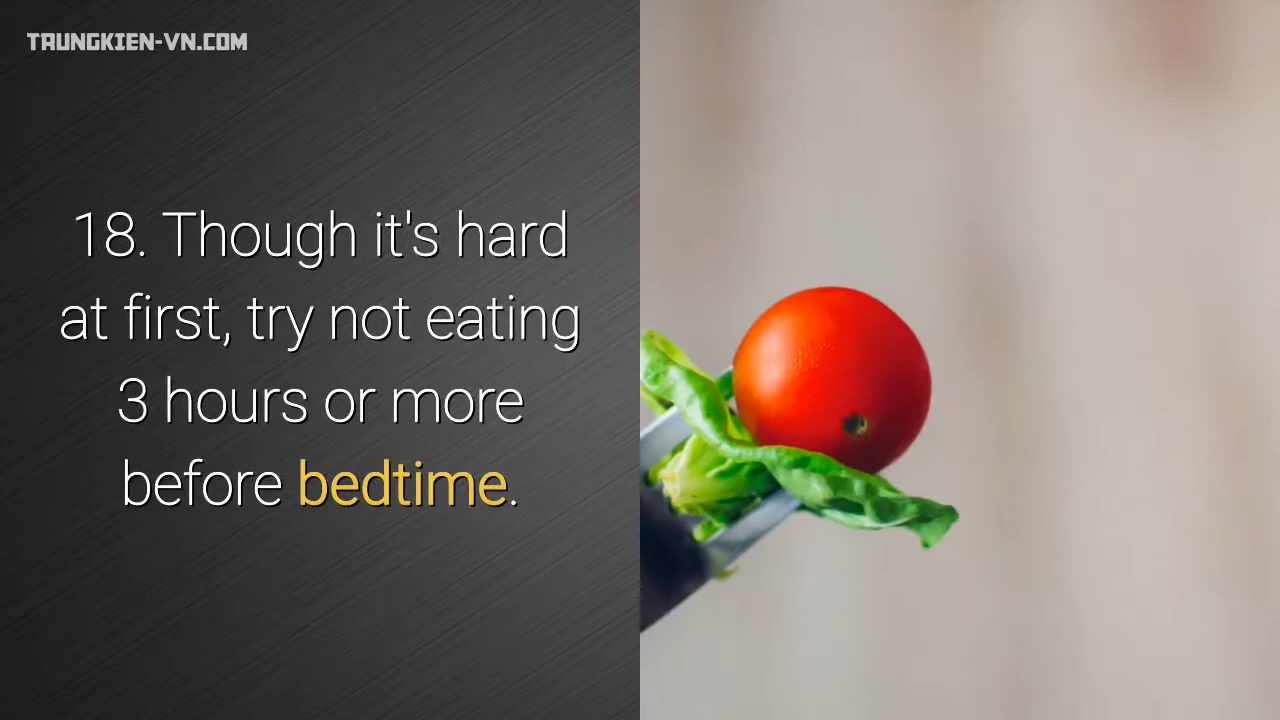 TRUNGKIEN-VN.COM
18. Though it's hard
at first, try not eating
3 hours or more
before bedtime.